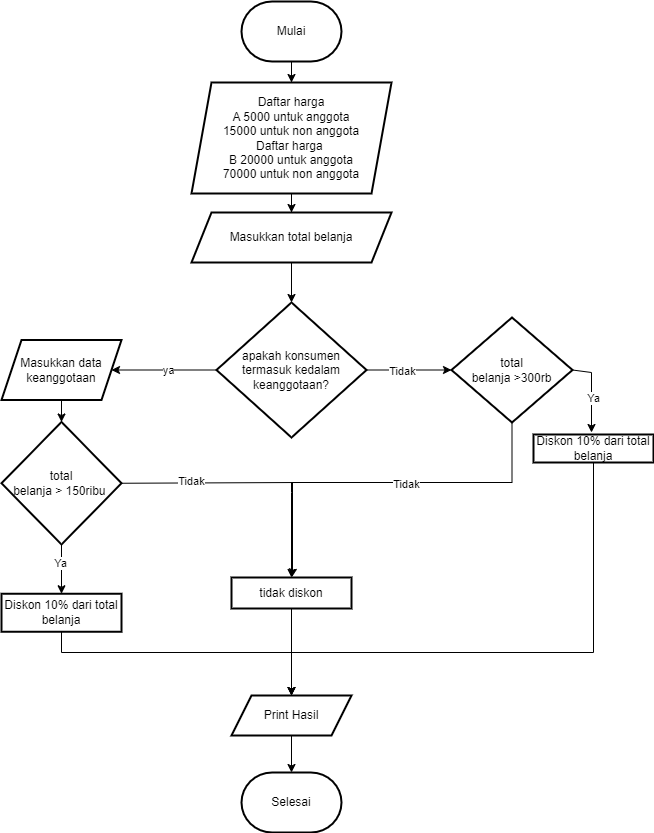 Mulai
Daftar harga
A 5000 untuk anggota
15000 untuk non anggota
Daftar harga
B 20000 untuk anggota
70000 untuk non anggota
Masukkan total belanja
apakah konsumen
termasuk kedalam
keanggotaan?
ya
Tidak
Masukkan data
keanggotaan
total
belanja >300rb
Ya
Diskon 10% dari total
belanja
total
belanja > 150ribu
Tidak
Tidak
Ya
Diskon 10% dari total
belanja
tidak diskon
Print Hasil
Selesai